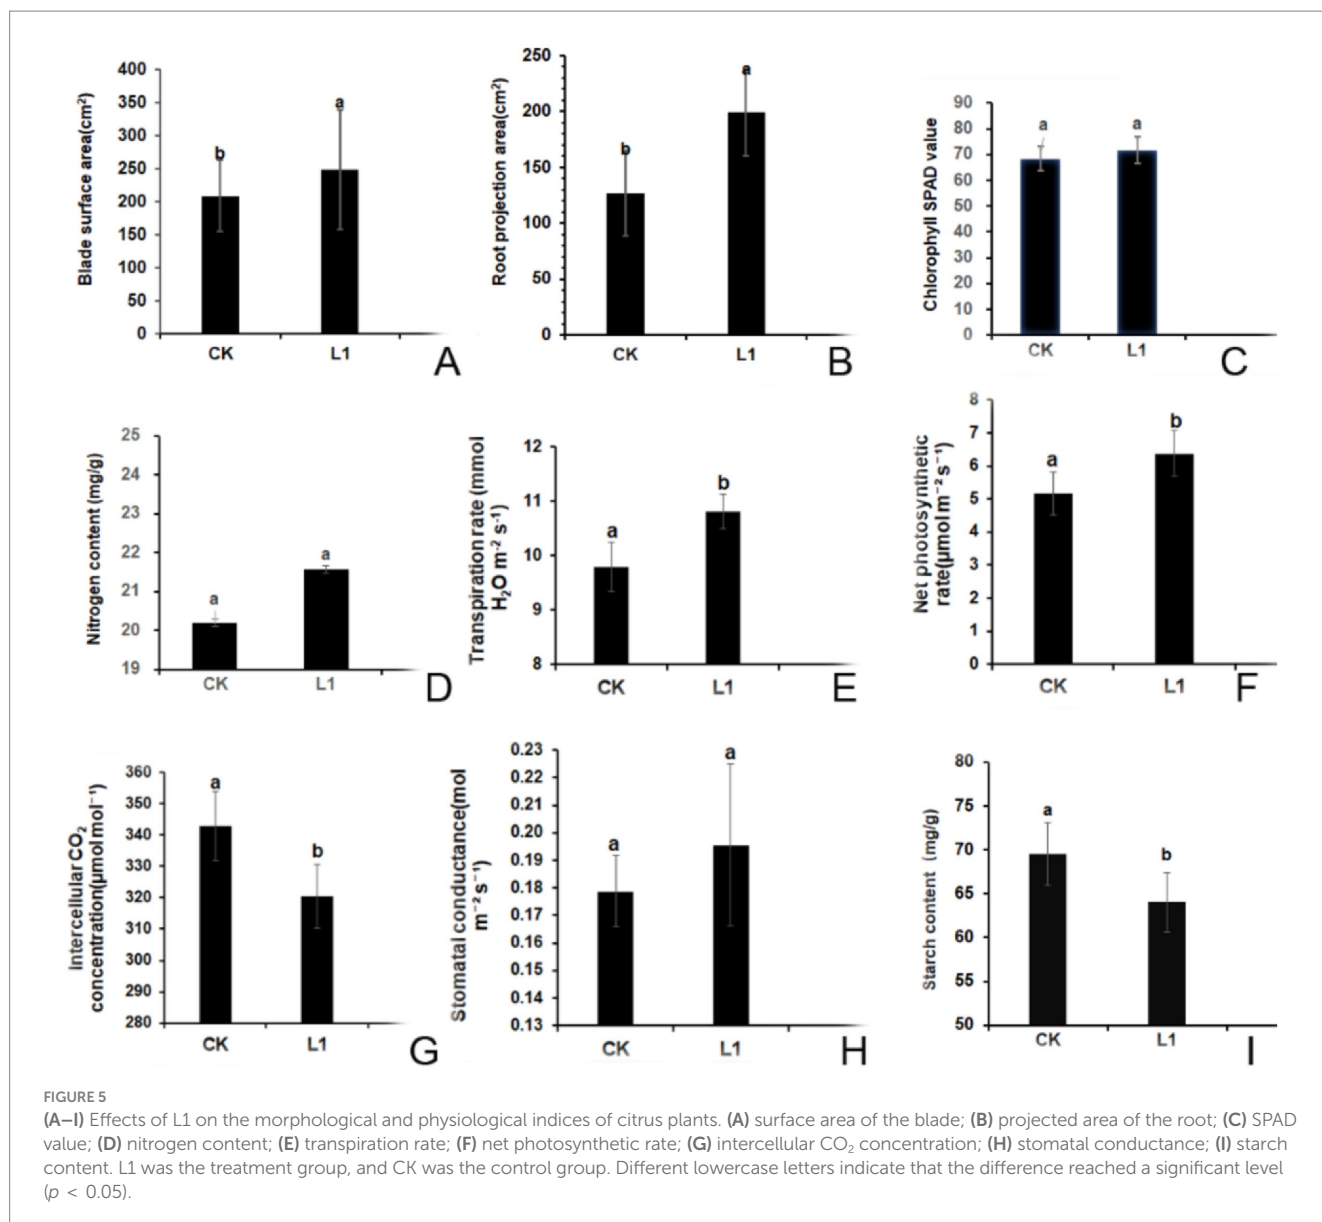 400
350
300
250
200
150
100
50
0
Blade surface area(cm²)
b
a
CK L1
A
250
200
150
100
50
0
Root projection area(cm²)
b
a
CK L1
B
90
80
70
60
50
40
30
20
10
0
Chlorophyll SPAD value
a
a
CK L1
C
25
24
23
22
21
20
19
Nitrogen content (mg/g)
a
a
CK L1
D
12
11
10
9
8
Transpiration rate (mmol
H₂O m⁻² s⁻¹)
a
b
CK L1
E
8
7
6
5
4
3
2
1
0
Net photosynthetic
rate(μmol m⁻² s⁻¹)
a
b
CK L1
F
360
350
340
330
320
310
300
290
280
Intercellular CO₂
concentration(μmol mol⁻¹)
a
b
CK L1
G
0.23
0.22
0.21
0.20
0.19
0.18
0.17
0.16
0.15
0.14
0.13
Stomatal conductance(mol
m⁻² s⁻¹)
a
a
CK L1
H
80
75
70
65
60
55
50
Starch content (mg/g)
a
b
CK L1
I
FIGURE 5
(A–I) Effects of L1 on the morphological and physiological indices of citrus plants. (A) surface area of the blade; (B) projected area of the root; (C) SPAD
value; (D) nitrogen content; (E) transpiration rate; (F) net photosynthetic rate; (G) intercellular CO₂ concentration; (H) stomatal conductance; (I) starch
content. L1 was the treatment group, and CK was the control group. Different lowercase letters indicate that the difference reached a significant level
(p < 0.05).